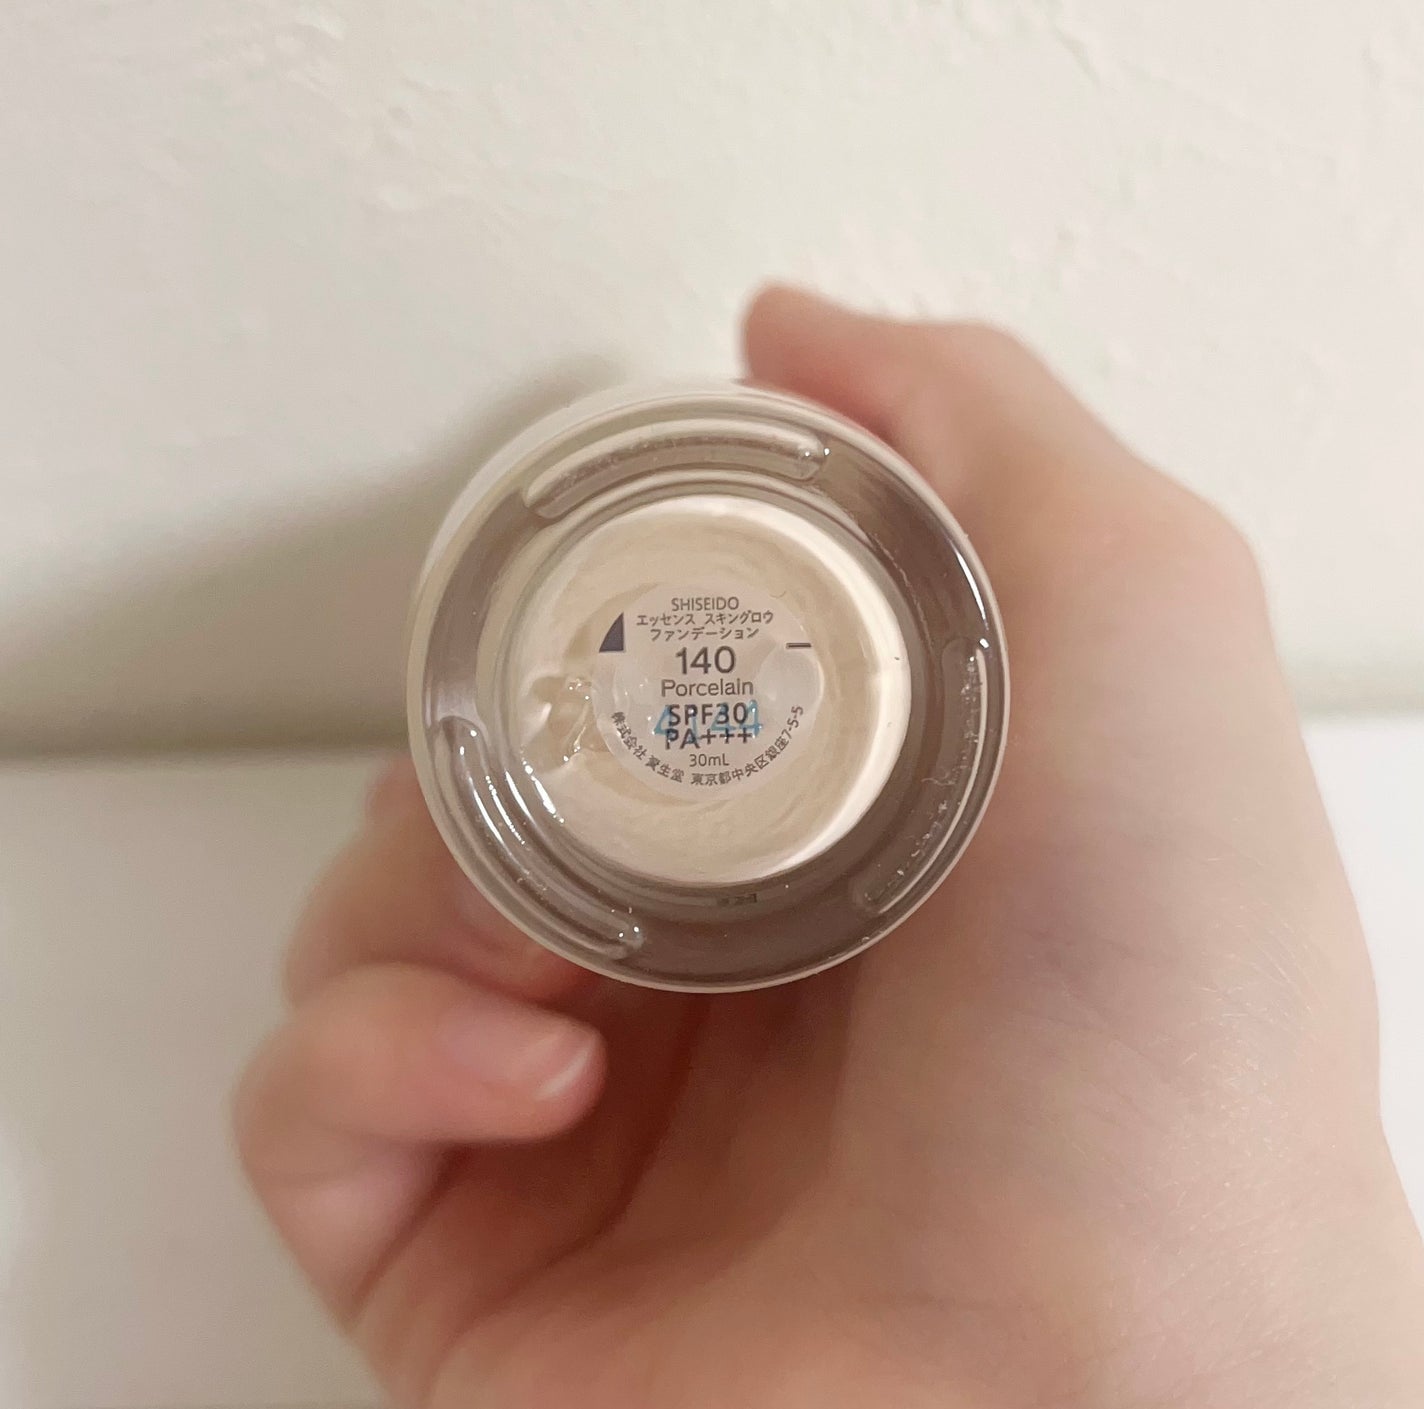 SHISEIDO
エッセンス スキングロウ
ファンデーション
140
Porcelain
SPF30
PA+++
4144
30mL
株式会社 資生堂 東京都中央区銀座7-5-5